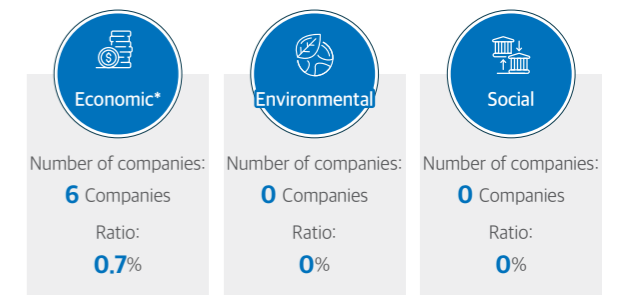 Economic*
Number of companies:
6 Companies
Ratio:
0.7%
Environmental
Number of companies:
0 Companies
Ratio:
0%
Social
Number of companies:
0 Companies
Ratio:
0%